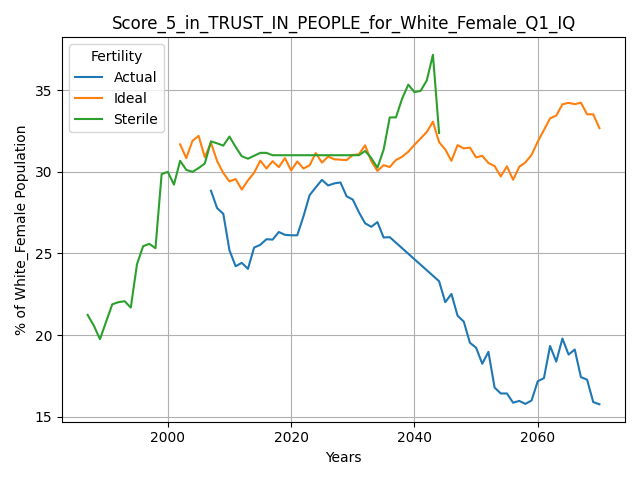 Score_5_in_TRUST_IN_PEOPLE_for_White_Female_Q1_IQ
Fertility
Actual
Ideal
Sterile
% of White_Female Population
35
30
25
20
15
2000
2020
2040
2060
Years